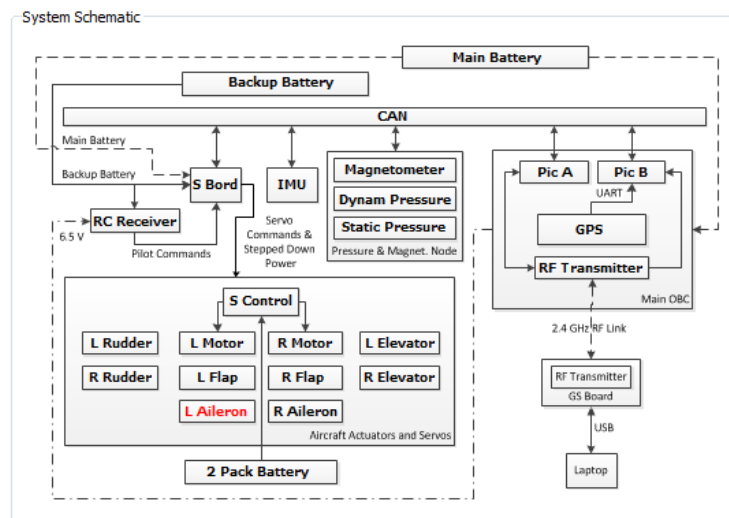 System Schematic
Main Battery
Backup Battery
CAN
Main Battery
Backup Battery
S Bord
IMU
Magnetometer
Dynam Pressure
Static Pressure
Pressure & Magnet. Node
Pic A
Pic B
UART
GPS
RF Transmitter
Main OBC
RC Receiver
6.5 V
Pilot Commands
Servo
Commands &
Stepped Down
Power
S Control
L Rudder
L Motor
R Motor
L Elevator
R Rudder
L Flap
R Flap
R Elevator
L Aileron
R Aileron
Aircraft Actuators and Servos
2 Pack Battery
2.4 GHz RF Link
RF Transmitter
GS Board
USB
Laptop